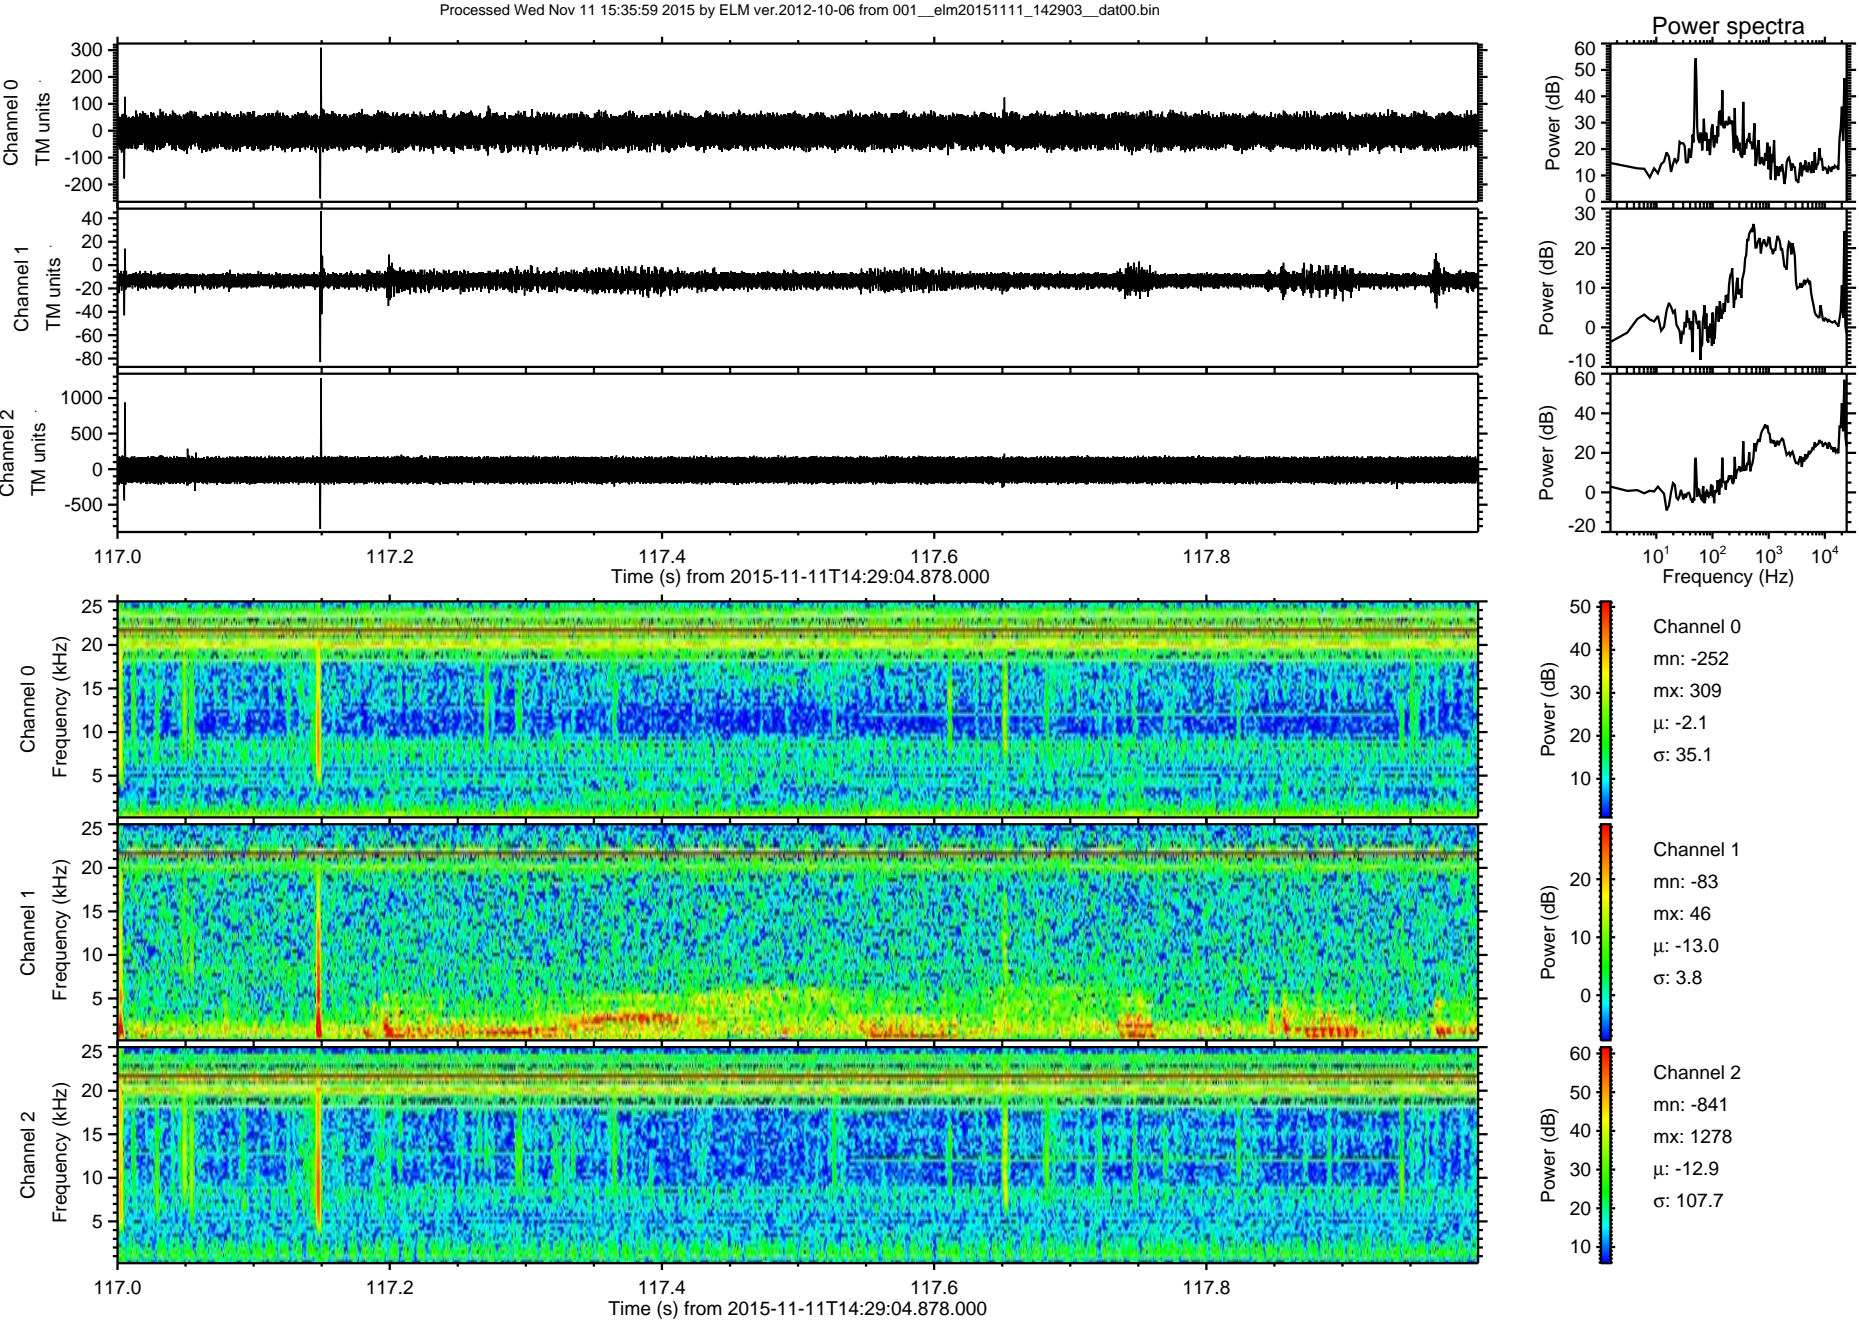 Processed Wed Nov 11 15:35:59 2015 by ELM ver.2012-10-06 from 001__elm20151111_142903__dat00.bin
Power spectra
Channel 0
TM units
300
200
100
0
-100
-200
Power (dB)
60
50
40
30
20
10
0
Channel 1
TM units
40
20
0
-20
-40
-60
-80
Power (dB)
30
20
10
0
-10
Channel 2
TM units
1000
500
0
-500
Power (dB)
60
40
20
0
-20
117.0 117.2 117.4 117.6 117.8
Time (s) from 2015-11-11T14:29:04.878.000
10¹ 10² 10³ 10⁴
Frequency (Hz)
Channel 0
Frequency (kHz)
25
20
15
10
5
Power (dB)
50
40
30
20
10
Channel 0
mn: -252
mx: 309
μ: -2.1
σ: 35.1
Channel 1
Frequency (kHz)
25
20
15
10
5
Power (dB)
20
10
0
Channel 1
mn: -83
mx: 46
μ: -13.0
σ: 3.8
Channel 2
Frequency (kHz)
25
20
15
10
5
Power (dB)
60
50
40
30
20
10
Channel 2
mn: -841
mx: 1278
μ: -12.9
σ: 107.7
117.0 117.2 117.4 117.6 117.8
Time (s) from 2015-11-11T14:29:04.878.000